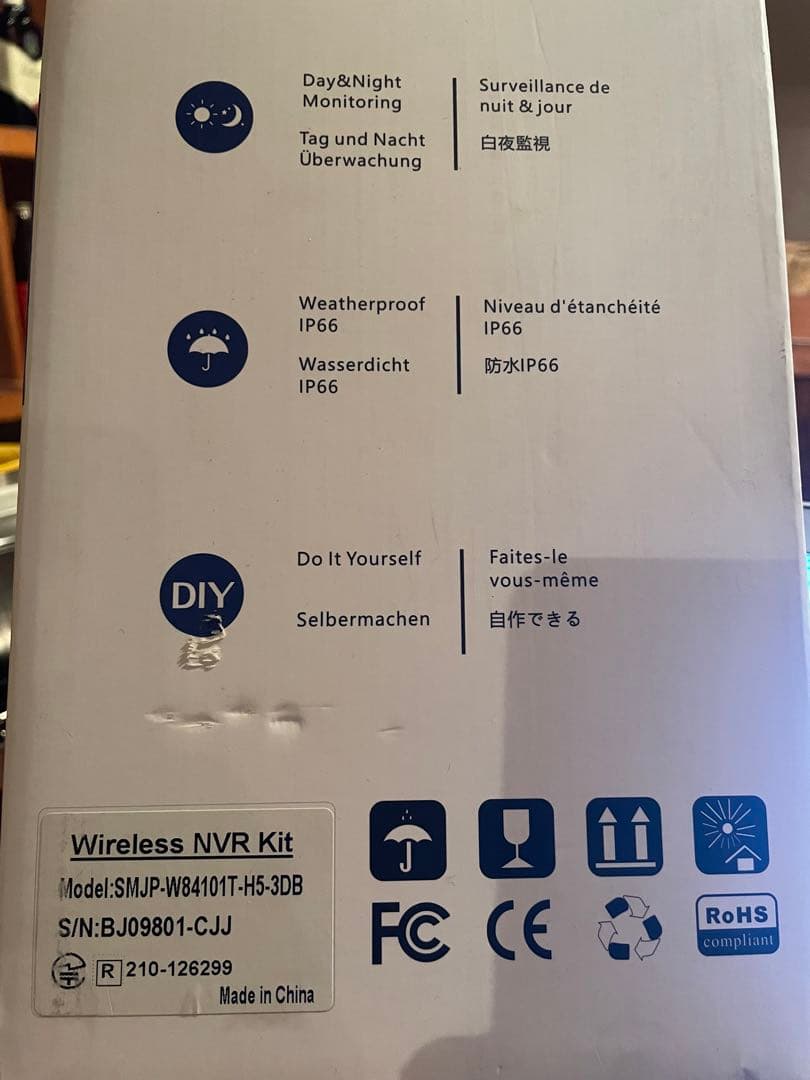 Day&Night
Monitoring
Tag und Nacht
Überwachung
Surveillance de
nuit & jour
白夜監視
Weatherproof
IP66
Wasserdicht
IP66
Niveau d'étanchéité
IP66
防水IP66
DIY
Do It Yourself
Selbermachen
Faites-le
vous-même
自作できる
Wireless NVR Kit
Model:SMJP-W84101T-H5-3DB
S/N:BJ09801-CJJ
R 210-126299
Made in China
FC
CE
RoHS
compliant